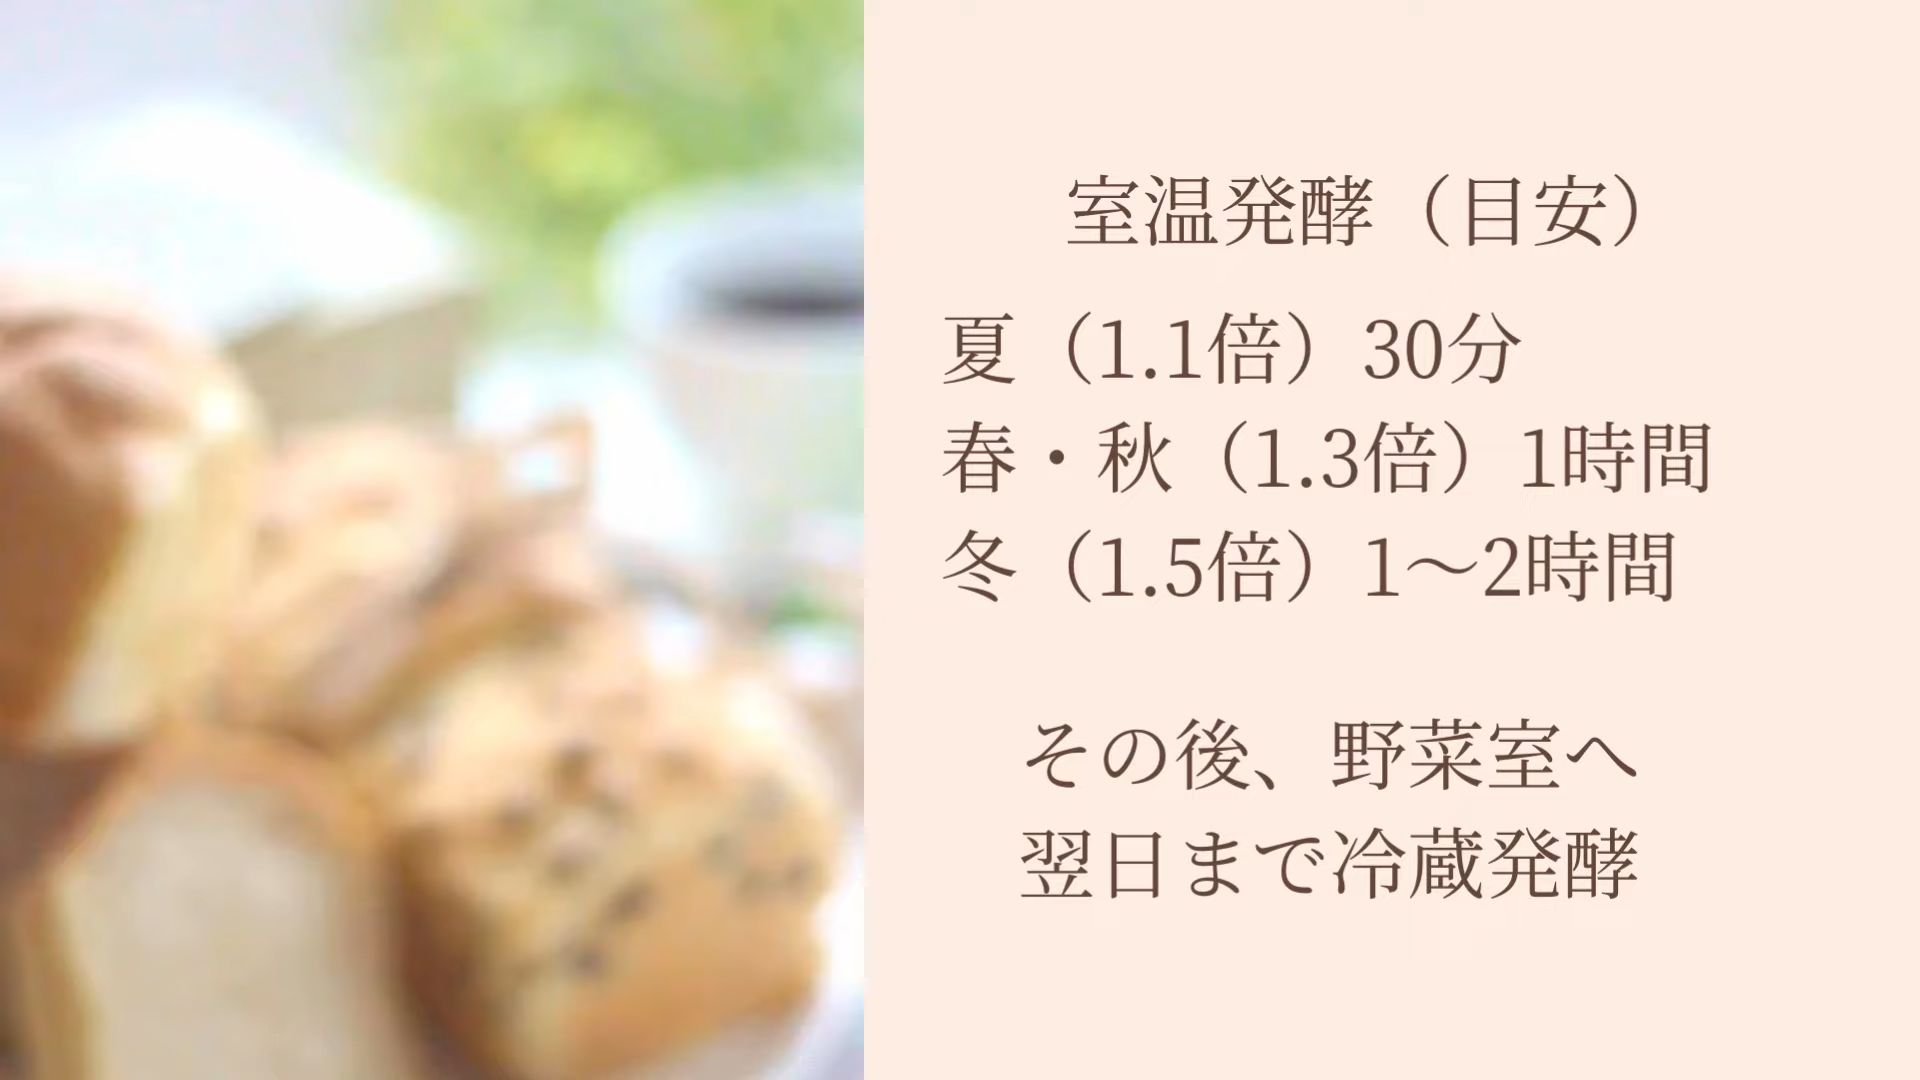 室温発酵（目安）
夏（1.1倍）30分
春・秋（1.3倍）1時間
冬（1.5倍）1〜2時間
その後、野菜室へ
翌日まで冷蔵発酵